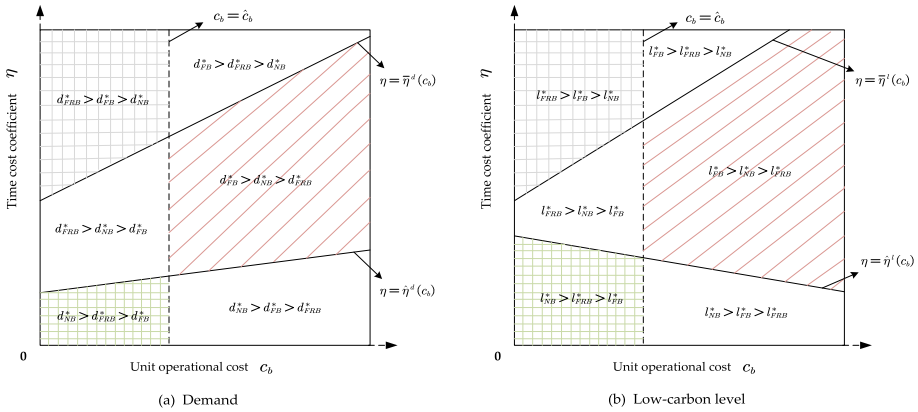 c_b = ĉ_b
d*_FB > d*_FRB > d*_NB
η = η̅^d (c_b)
d*_FRB > d*_FB > d*_NB
Time cost coefficient η
d*_FB > d*_NB > d*_FRB
d*_FRB > d*_NB > d*_FB
η = η̂^d (c_b)
d*_NB > d*_FB > d*_FRB
d*_NB > d*_FRB > d*_FB
0
Unit operational cost c_b
(a) Demand
c_b = ĉ_b
l*_FB > l*_FRB > l*_NB
η = η̅^l (c_b)
l*_FRB > l*_FB > l*_NB
Time cost coefficient η
l*_FB > l*_NB > l*_FRB
l*_FRB > l*_NB > l*_FB
η = η̂^l (c_b)
l*_NB > l*_FRB > l*_FB
l*_NB > l*_FB > l*_FRB
0
Unit operational cost c_b
(b) Low-carbon level